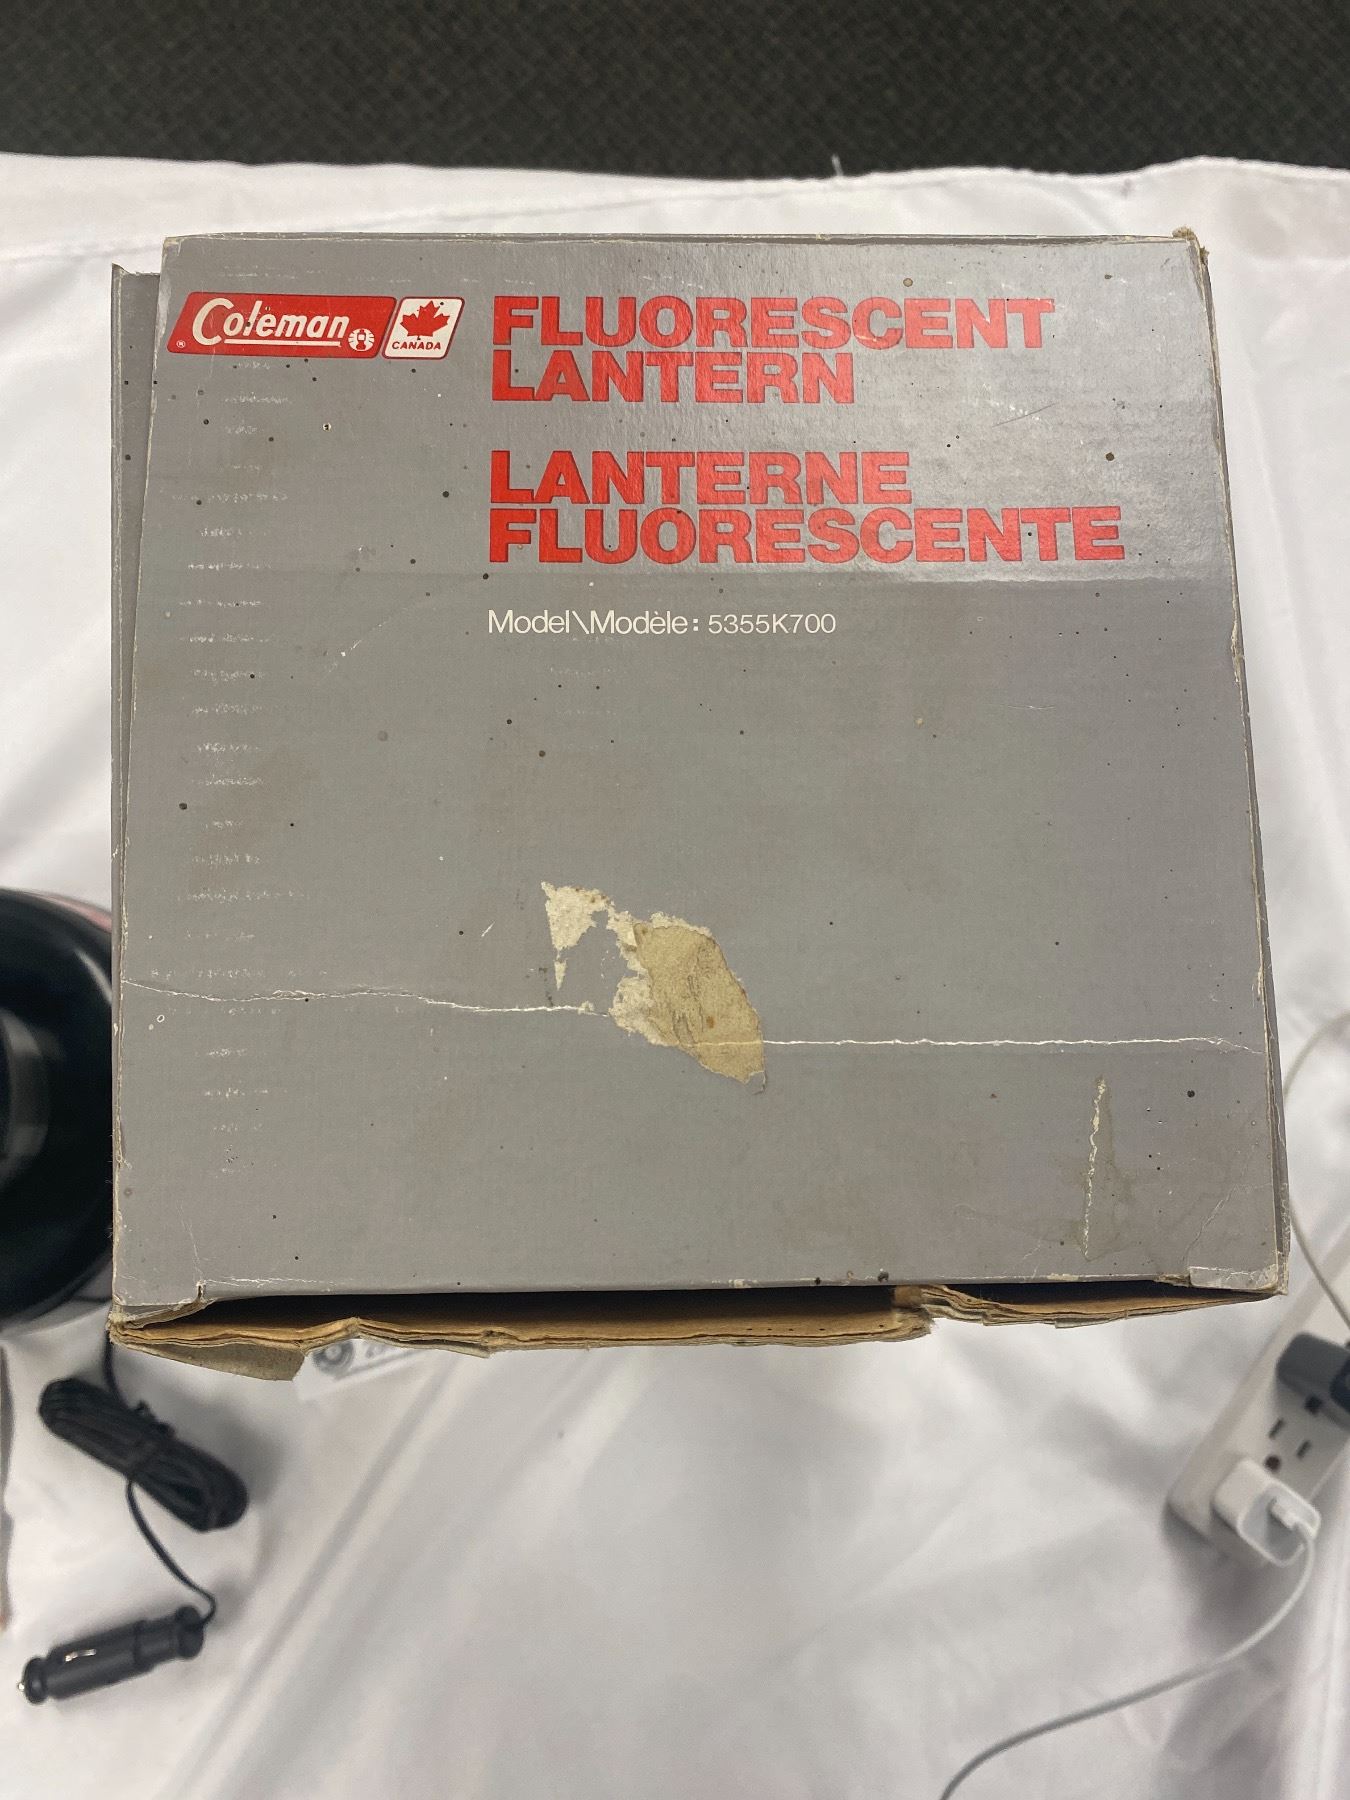 Coleman
®
CANADA
FLUORESCENT
LANTERN
LANTERNE
FLUORESCENTE
Model\Modèle: 5355K700